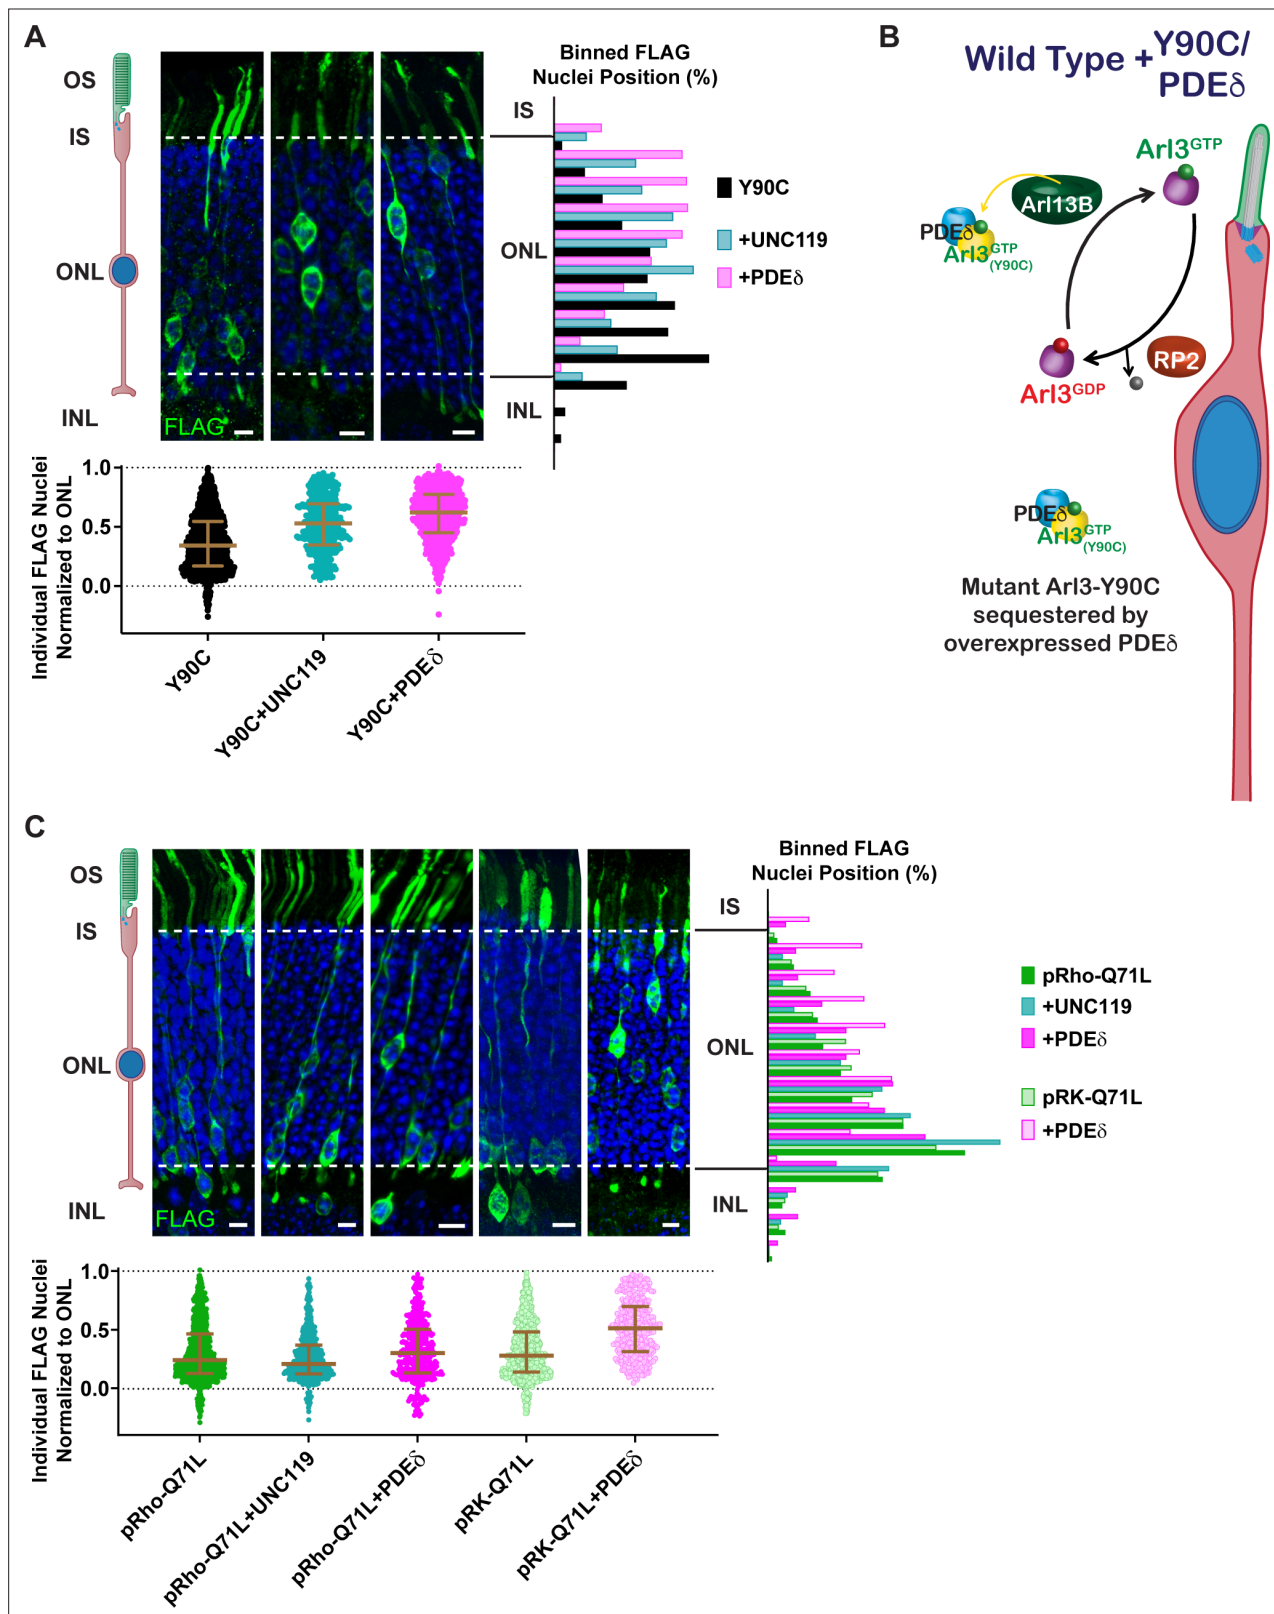 A
OS
IS
ONL
INL
FLAG
Binned FLAG
Nuclei Position (%)
IS
ONL
INL
Y90C
+UNC119
+PDEδ
Individual FLAG Nuclei
Normalized to ONL
1.0
0.5
0.0
Y90C
Y90C+UNC119
Y90C+PDEδ
B
Wild Type +Y90C/
PDEδ
Arl3GTP
Arl13B
PDEδ
Arl3GTP
(Y90C)
RP2
Arl3GDP
PDEδ
Arl3GTP
(Y90C)
Mutant Arl3-Y90C
sequestered by
overexpressed PDEδ
C
OS
IS
ONL
INL
FLAG
Binned FLAG
Nuclei Position (%)
IS
ONL
INL
pRho-Q71L
+UNC119
+PDEδ
pRK-Q71L
+PDEδ
Individual FLAG Nuclei
Normalized to ONL
1.0
0.5
0.0
pRho-Q71L
pRho-Q71L+UNC119
pRho-Q71L+PDEδ
pRK-Q71L
pRK-Q71L+PDEδ